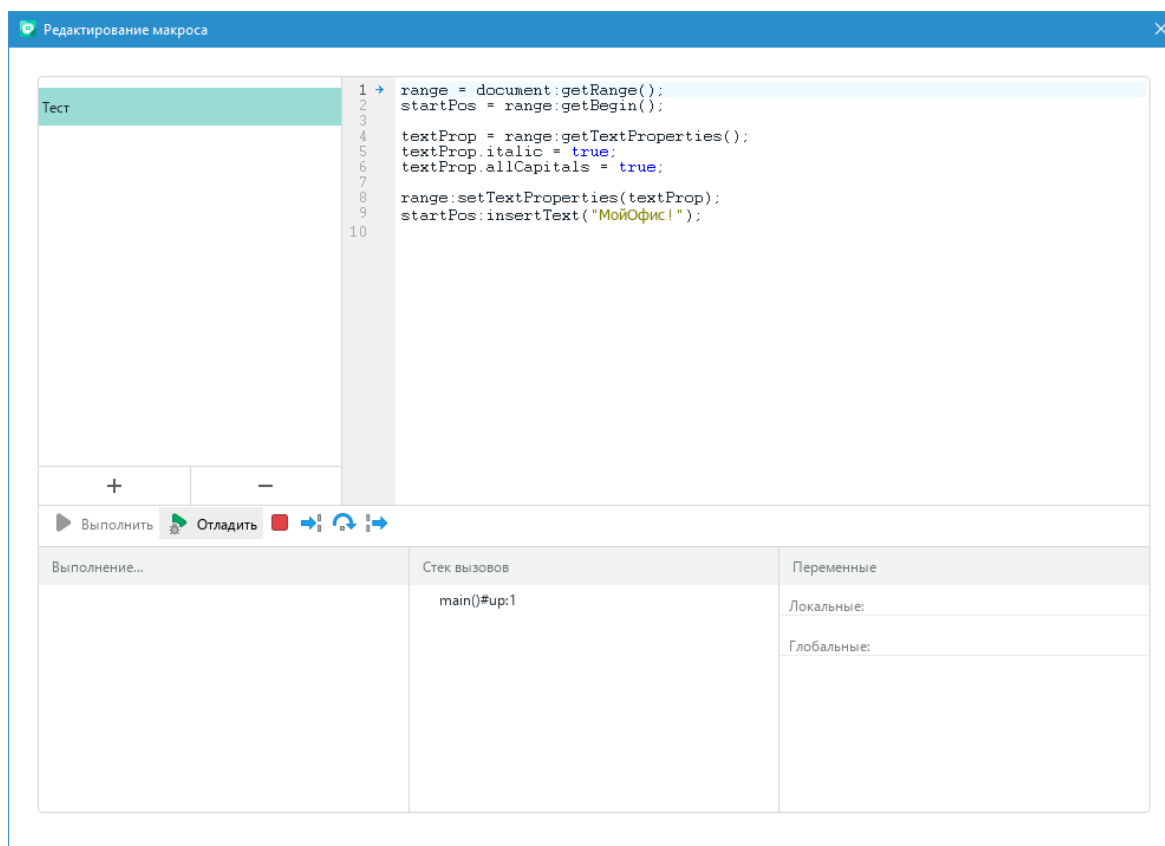 Редактирование макроса
Тест
1 range = document:getRange();
2 startPos = range:getBegin();
3
4 textProp = range:getTextProperties();
5 textProp.italic = true;
6 textProp.allCapitals = true;
7
8 range:setTextProperties(textProp);
9 startPos:insertText("МойОфис!");
10
+ −
Выполнить Отладить
Выполнение... Стек вызовов Переменные
main()#up:1
Локальные:
Глобальные: